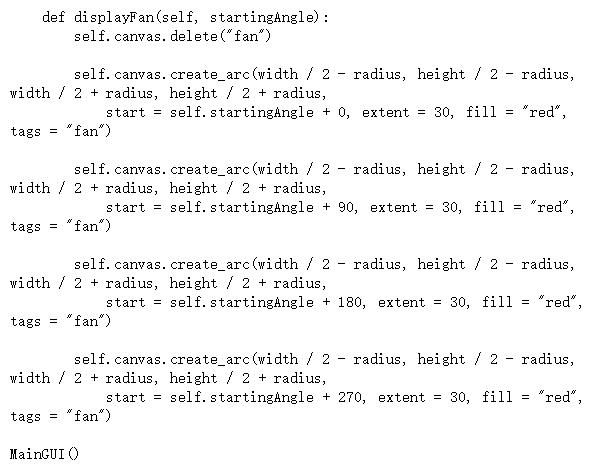 def displayFan(self, startingAngle):
self.canvas.delete("fan")
self.canvas.create_arc(width / 2 - radius, height / 2 - radius,
width / 2 + radius, height / 2 + radius,
start = self.startingAngle + 0, extent = 30, fill = "red",
tags = "fan")
self.canvas.create_arc(width / 2 - radius, height / 2 - radius,
width / 2 + radius, height / 2 + radius,
start = self.startingAngle + 90, extent = 30, fill = "red",
tags = "fan")
self.canvas.create_arc(width / 2 - radius, height / 2 - radius,
width / 2 + radius, height / 2 + radius,
start = self.startingAngle + 180, extent = 30, fill = "red",
tags = "fan")
self.canvas.create_arc(width / 2 - radius, height / 2 - radius,
width / 2 + radius, height / 2 + radius,
start = self.startingAngle + 270, extent = 30, fill = "red",
tags = "fan")
MainGUI()